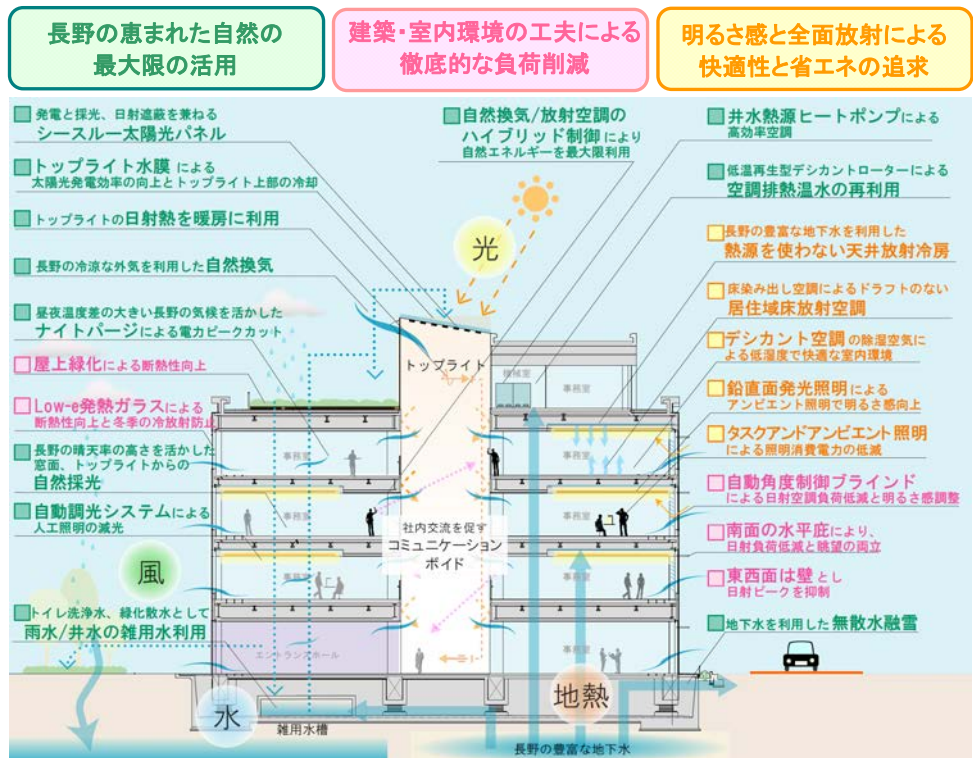 長野の恵まれた自然の
最大限の活用
建築・室内環境の工夫による
徹底的な負荷削減
明るさ感と全面放射による
快適性と省エネの追求
発電と採光、日射遮蔽を兼ねる
シースルー太陽光パネル
トップライト水膜 による
太陽光発電効率の向上とトップライト上部の冷却
トップライトの日射熱を暖房に利用
長野の冷涼な外気を利用した自然換気
昼夜温度差の大きい長野の気候を活かした
ナイトパージによる電力ピークカット
屋上緑化による断熱性向上
Low-e発熱ガラスによる
断熱性向上と冬季の冷放射防止
長野の晴天率の高さを活かした
窓面、トップライトからの
自然採光
自動調光システムによる
人工照明の減光
風
トイレ洗浄水、緑化散水として
雨水/井水の雑用水利用
自然換気/放射空調の
ハイブリッド制御により
自然エネルギーを最大限利用
光
トップライト
機械室
事務室
事務室
事務室
事務室
事務室
事務室
事務室
事務室
社内交流を促す
コミュニケーション
ボイド
エントランスホール
水
雑用水槽
地熱
長野の豊富な地下水
井水熱源ヒートポンプによる
高効率空調
低温再生型デシカントローターによる
空調排熱温水の再利用
長野の豊富な地下水を利用した
熱源を使わない天井放射冷房
床染み出し空調によるドラフトのない
居住域床放射空調
デシカント空調の除湿空気に
よる低湿度で快適な室内環境
鉛直面発光照明による
アンビエント照明で明るさ感向上
タスクアンドアンビエント照明
による照明消費電力の低減
自動角度制御ブラインド
による日射空調負荷低減と明るさ感調整
南面の水平庇により、
日射負荷低減と眺望の両立
東西面は壁とし
日射ピークを抑制
地下水を利用した無散水融雪